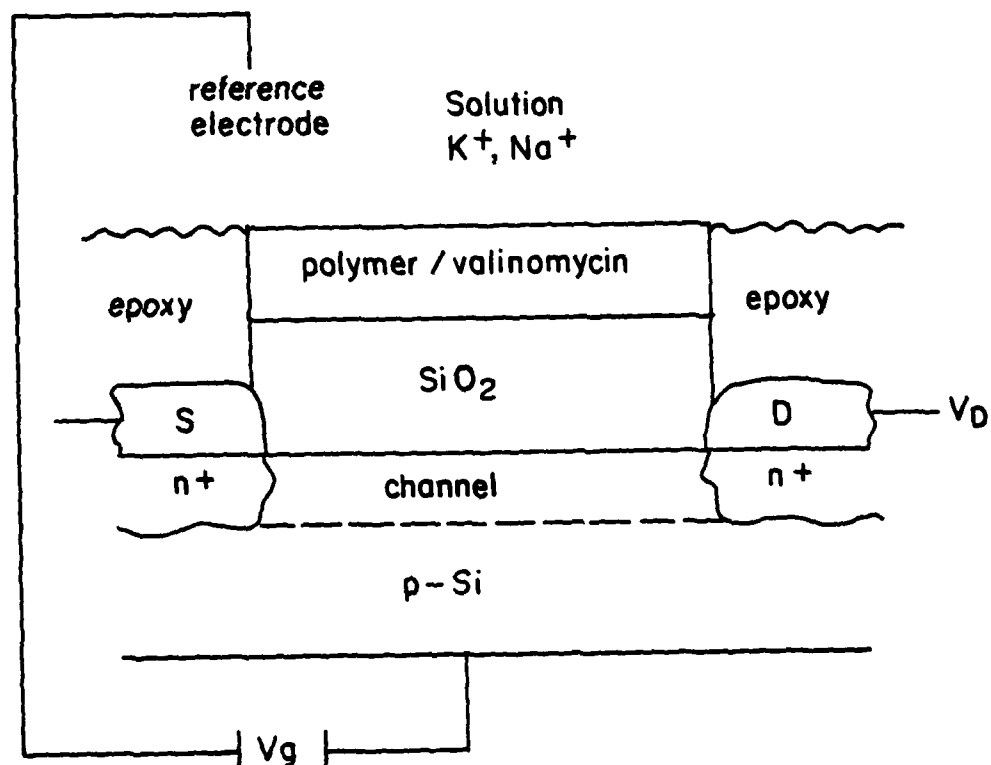 reference
electrode
Solution
K+, Na+
polymer / valinomycin
epoxy
epoxy
SiO2
S
D
VD
n+
channel
n+
p-Si
Vg